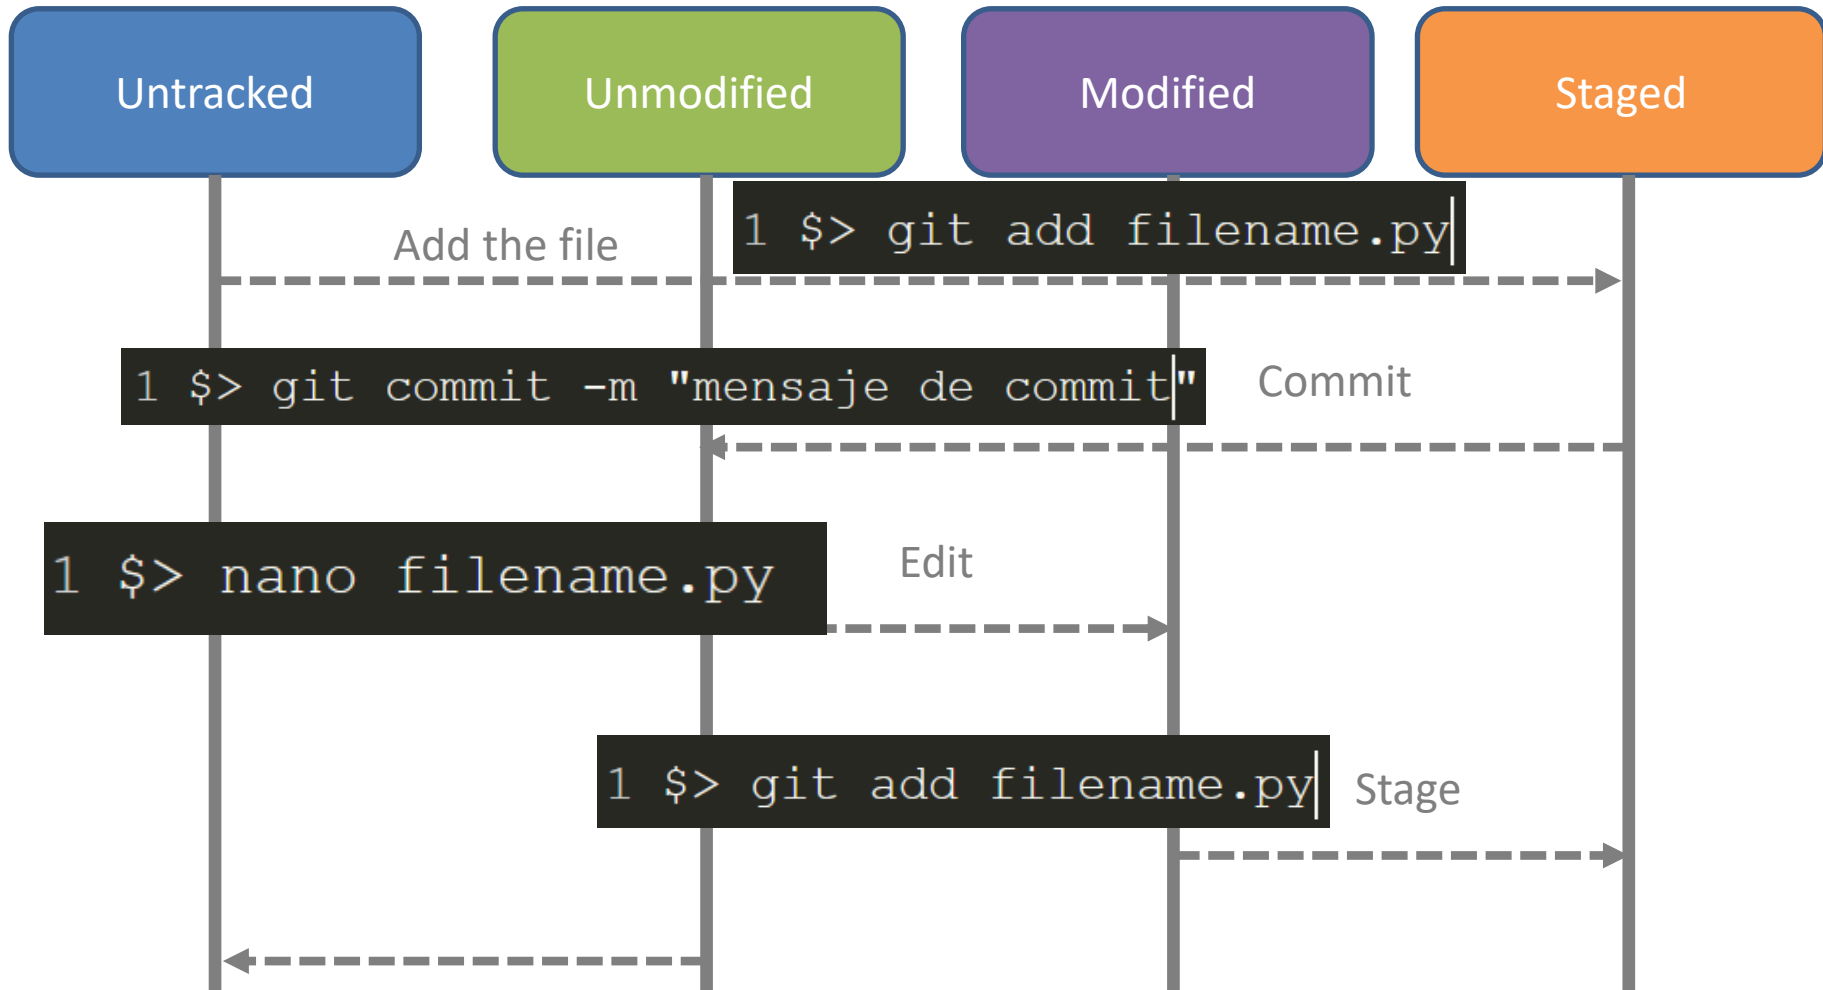 Untracked
Unmodified
Modified
Staged
Add the file
1 $> git add filename.py
1 $> git commit -m "mensaje de commit"
Commit
1 $> nano filename.py
Edit
1 $> git add filename.py
Stage